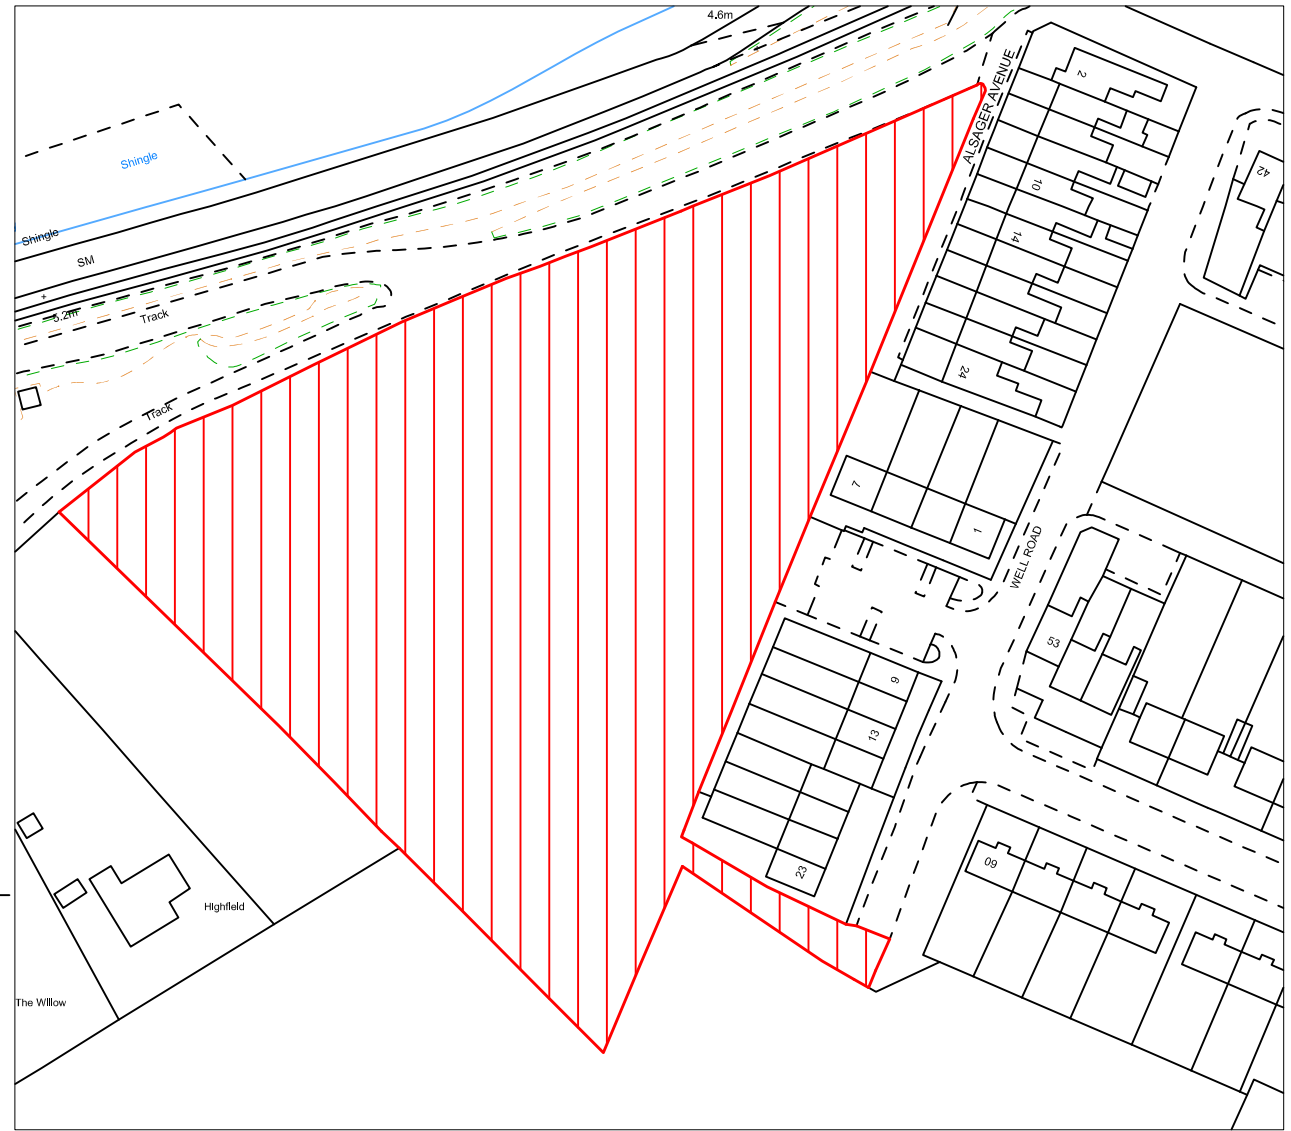 4.6m
ALSAGER AVENUE
2
Shingle
42
10
Shingle
14
SM
+
5.2m
Track
24
Track
7
1
WELL ROAD
53
9
13
23
60
Highfield
The Willow